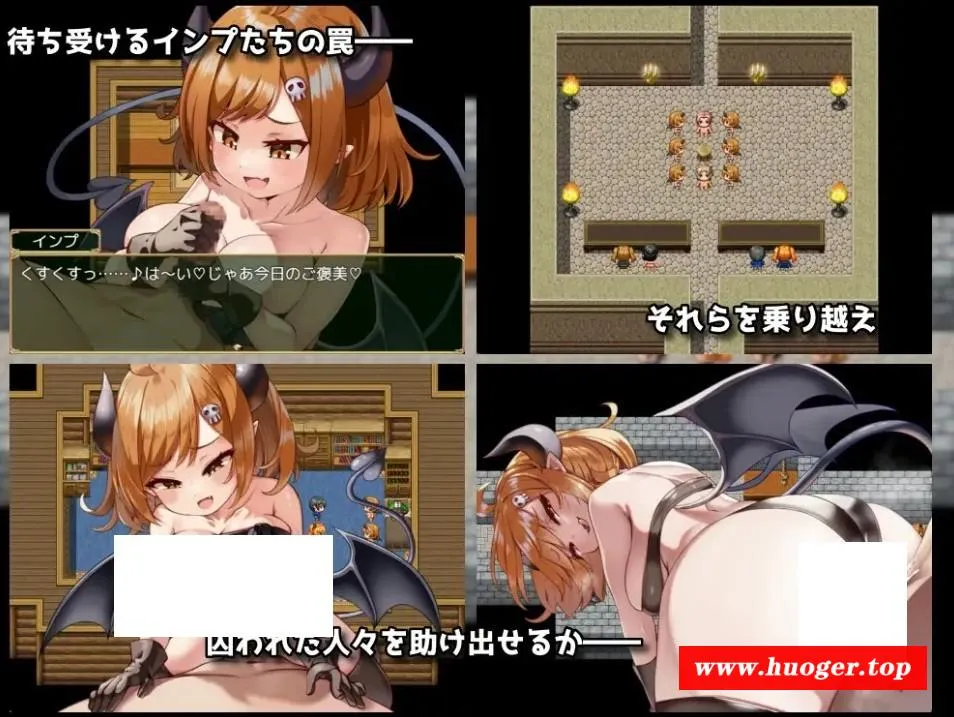 待ち受けるインプたちの罠――
インプ
くすくすっ……♪は～い♡じゃあ今日のご褒美♡
それらを乗り越え
囚われた人々を助け出せるか――
www.huoger.top